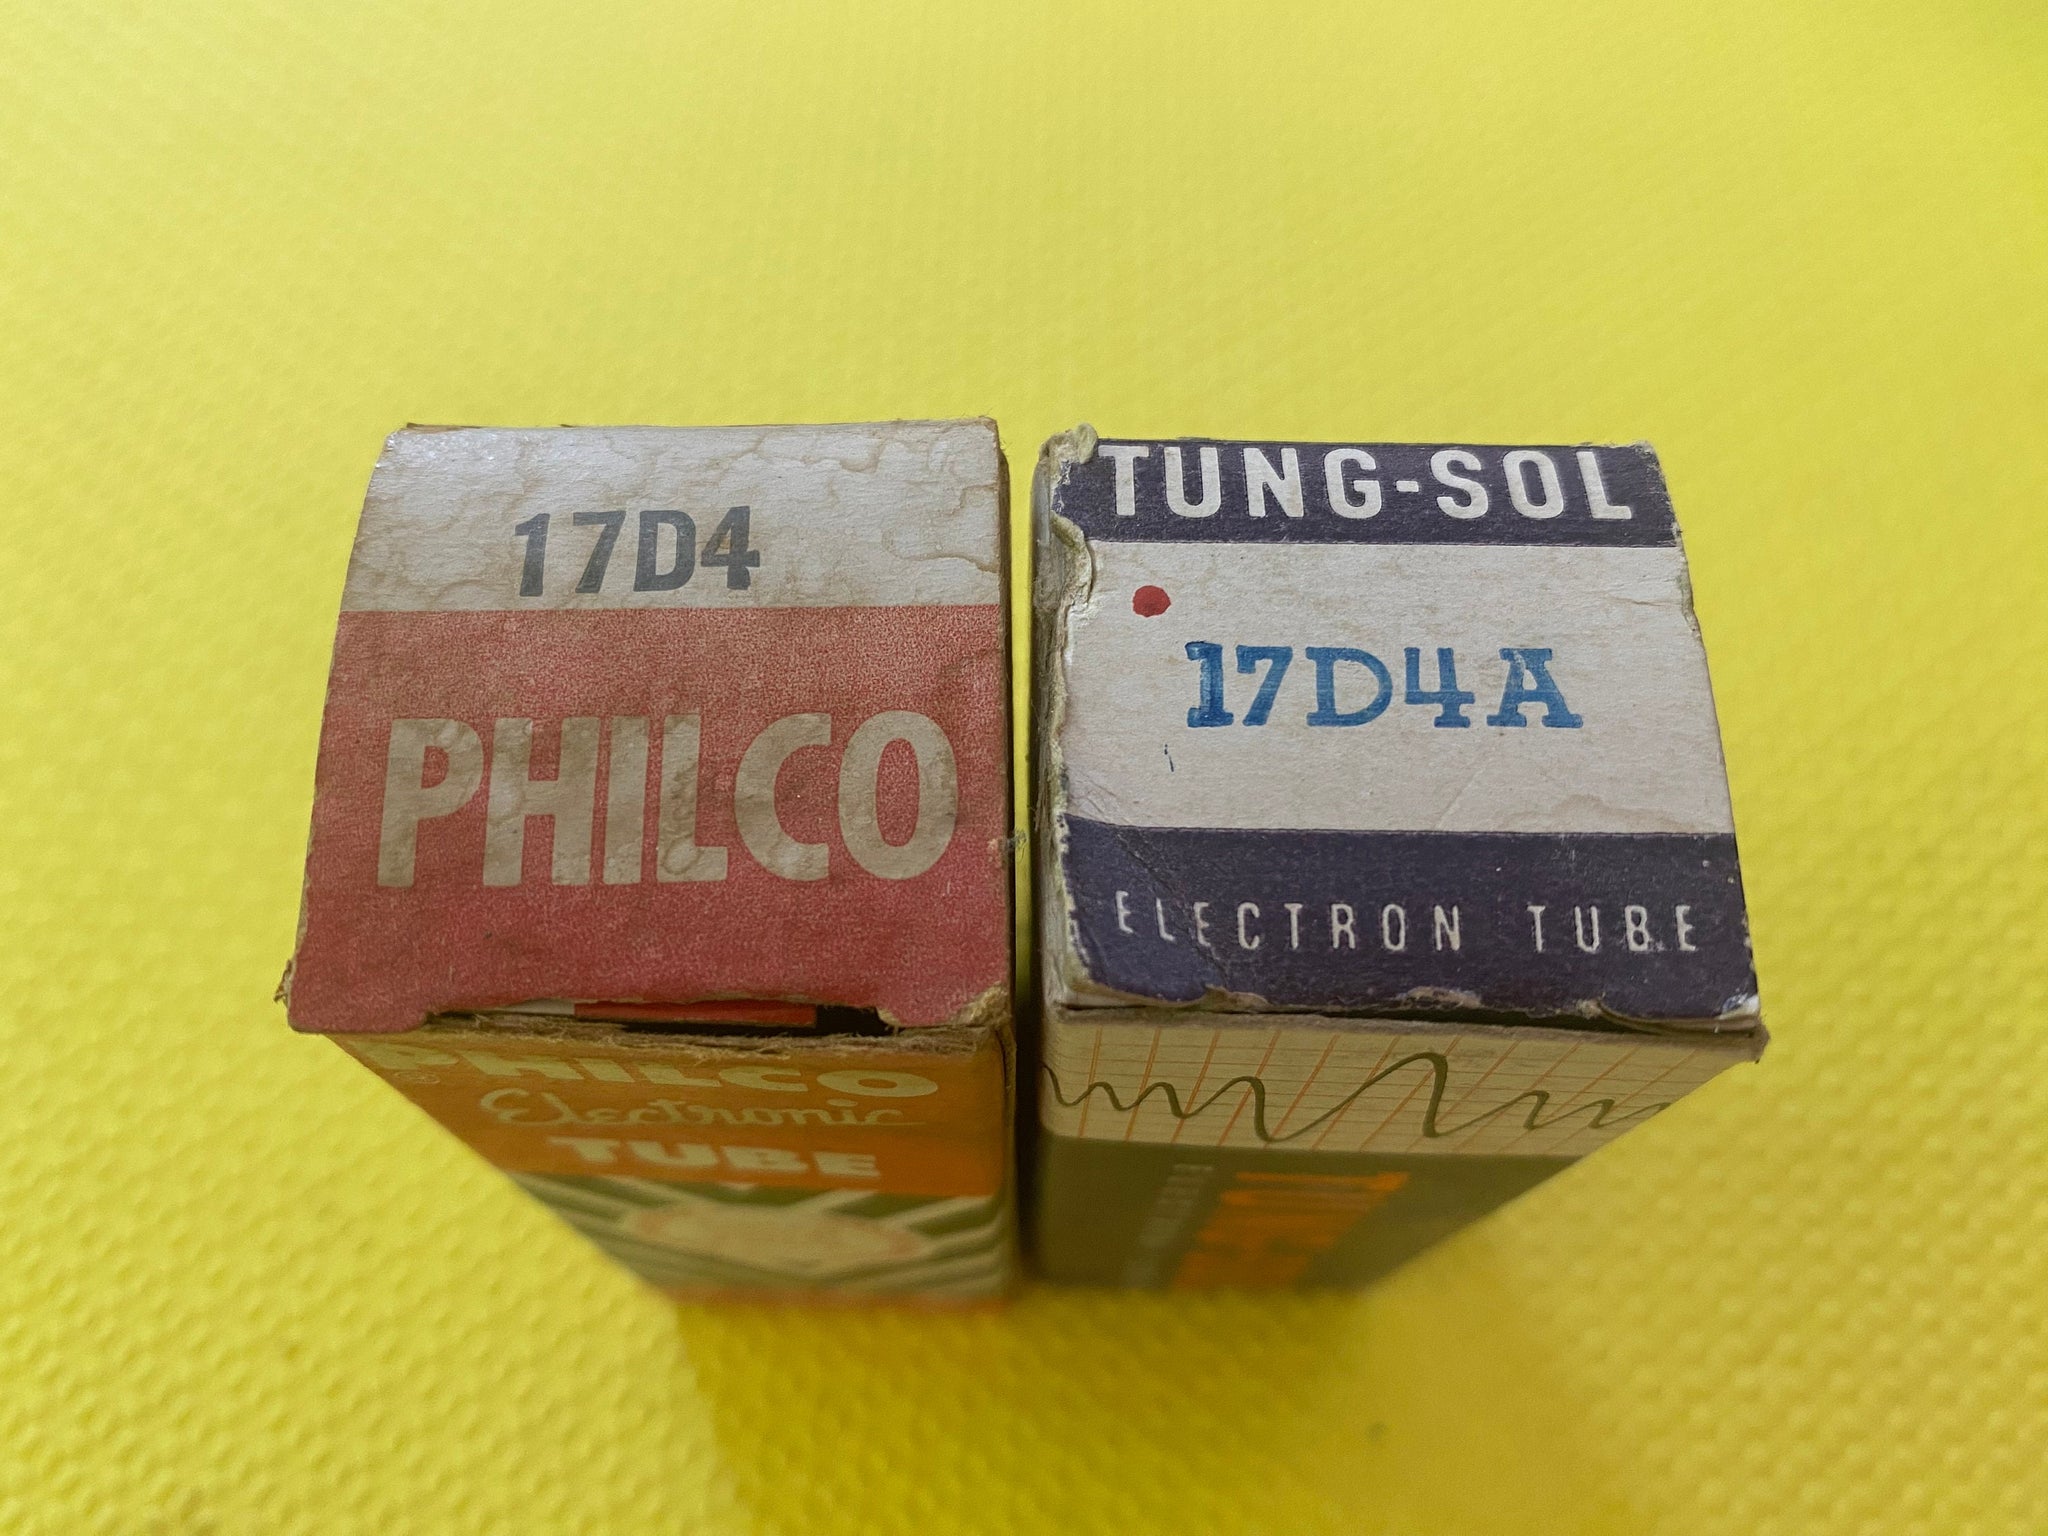 17D4
PHILCO
PHILCO
Electronic
TUBE
TUNG-SOL
17D4A
ELECTRON TUBE